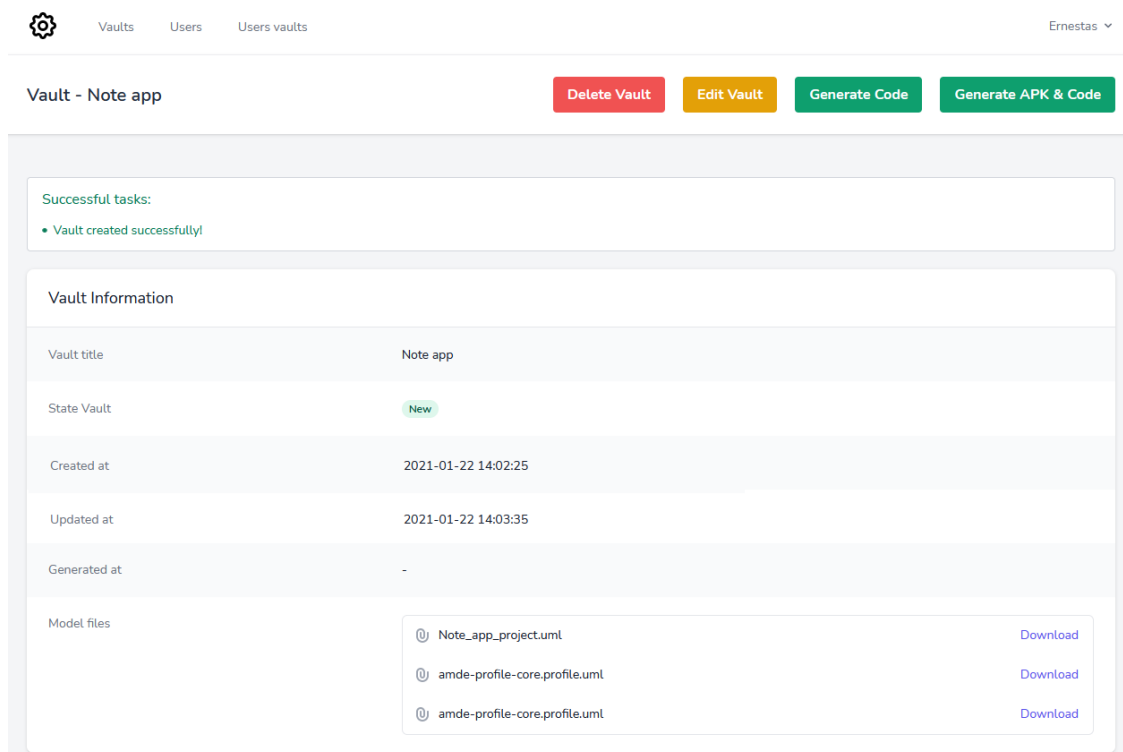 Vaults Users Users vaults Ernestas
Vault - Note app Delete Vault Edit Vault Generate Code Generate APK & Code
Successful tasks:
• Vault created successfully!
Vault Information
Vault title Note app
State Vault New
Created at 2021-01-22 14:02:25
Updated at 2021-01-22 14:03:35
Generated at -
Model files Note_app_project.uml Download
amde-profile-core.profile.uml Download
amde-profile-core.profile.uml Download